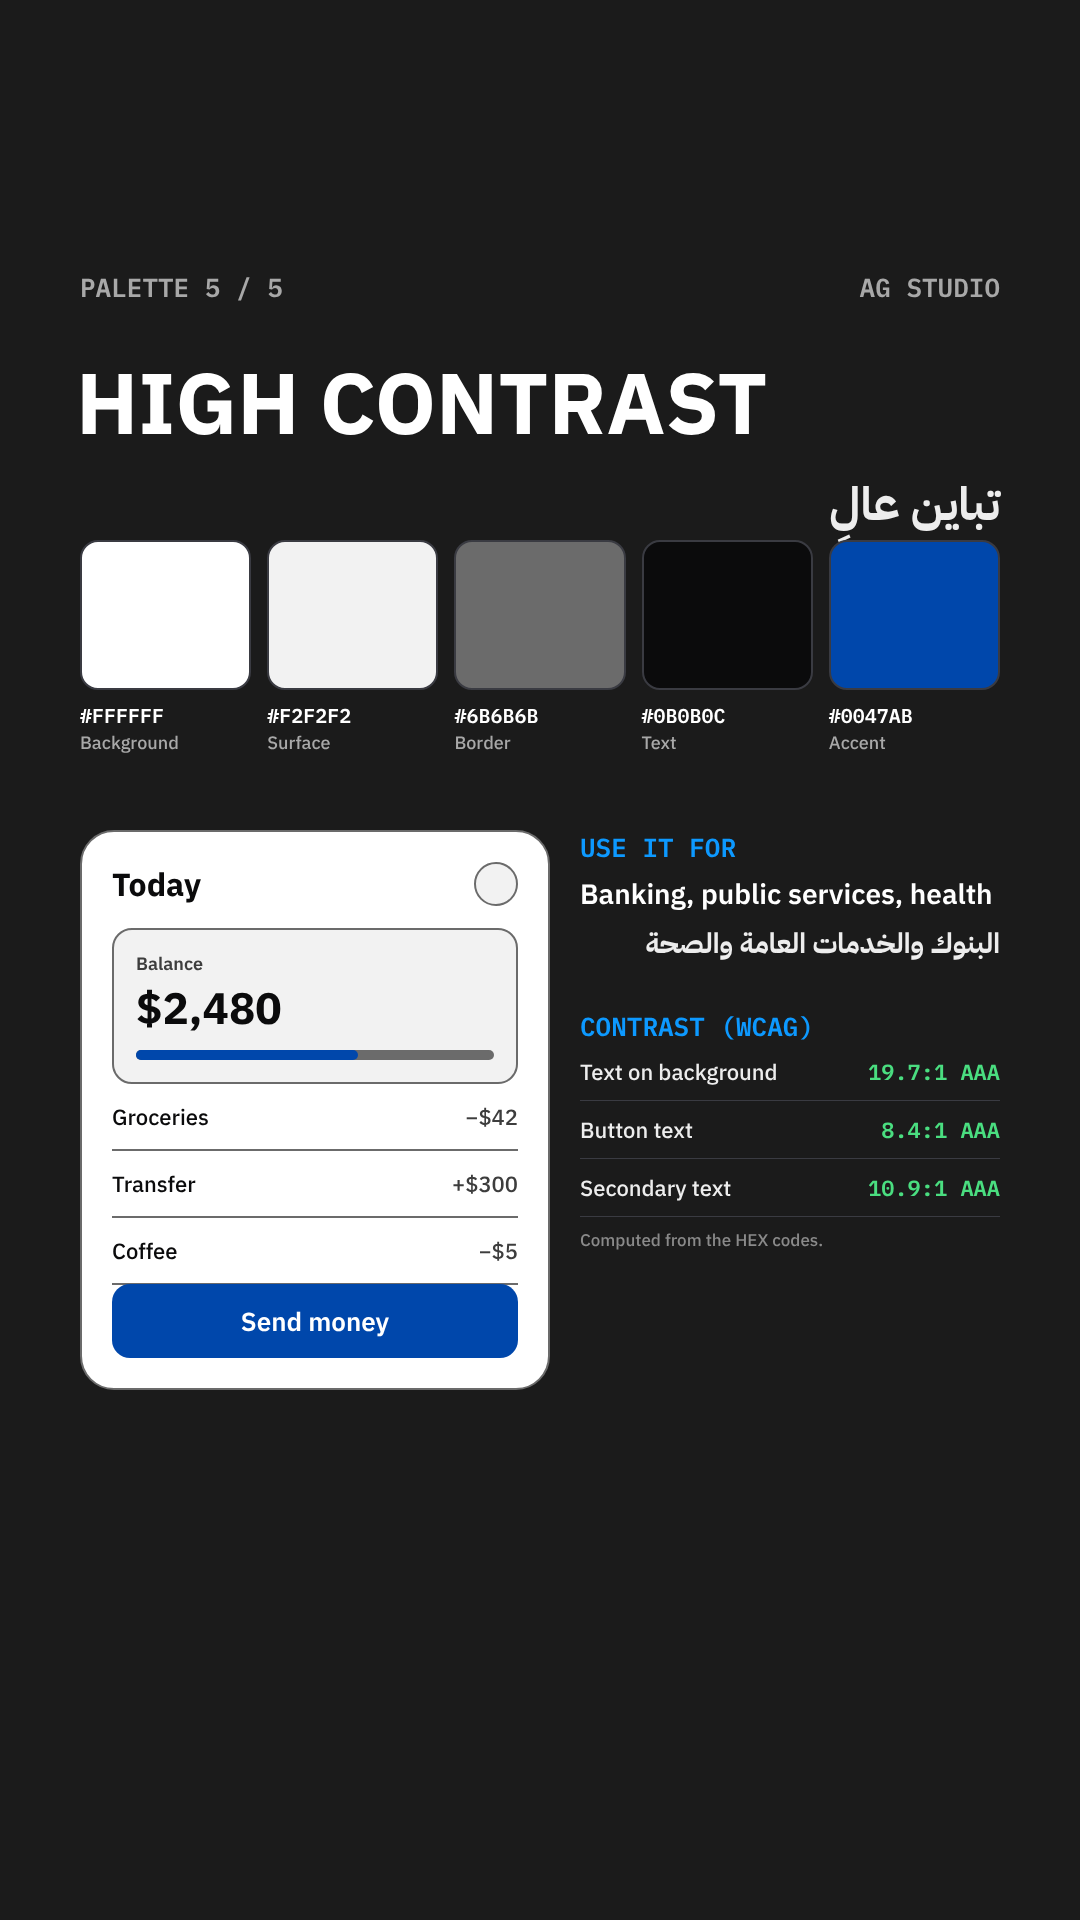 PALETTE 5 / 5
AG STUDIO
HIGH CONTRAST
تباين عالِ
#FFFFFF
Background
#F2F2F2
Surface
#6B6B6B
Border
#0B0B0C
Text
#0047AB
Accent
Today
Balance
$2,480
Groceries −$42
Transfer +$300
Coffee −$5
Send money
USE IT FOR
Banking, public services, health
البنوك والخدمات العامة والصحة
CONTRAST (WCAG)
Text on background 19.7:1 AAA
Button text 8.4:1 AAA
Secondary text 10.9:1 AAA
Computed from the HEX codes.